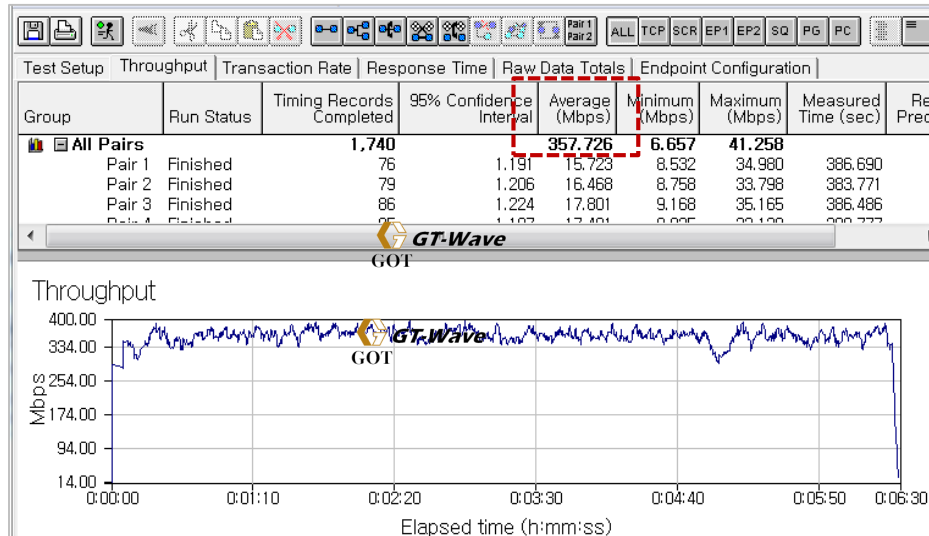 Pair 1
Pair 2
ALL TCP SCR EP1 EP2 SQ PG PC
Test Setup Throughput Transaction Rate Response Time Raw Data Totals Endpoint Configuration
Group Run Status Timing Records Completed 95% Confidence Interval Average (Mbps) Minimum (Mbps) Maximum (Mbps) Measured Time (sec)
All Pairs 1,740 357.726 6.657 41.258
Pair 1 Finished 76 1.191 15.723 8.532 34.980 386.690
Pair 2 Finished 79 1.206 16.468 8.758 33.798 383.771
Pair 3 Finished 86 1.224 17.801 9.168 35.165 386.486
GT-Wave
GOT
Throughput
400.00
334.00
254.00
174.00
94.00
14.00
Mbps
GT-Wave
GOT
0:00:00 0:01:10 0:02:20 0:03:30 0:04:40 0:05:50 0:06:30
Elapsed time (h:mm:ss)